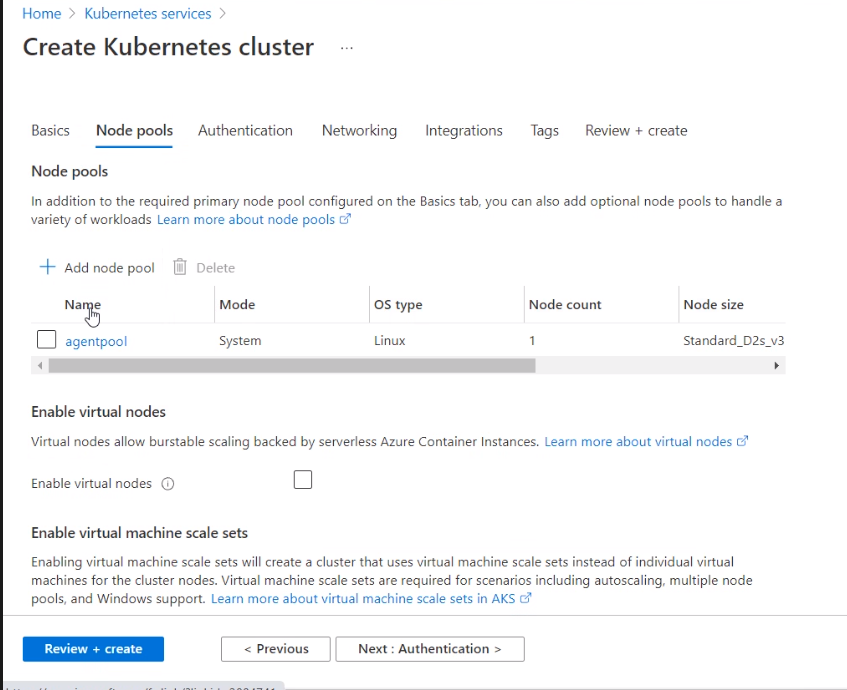 Home > Kubernetes services >
Create Kubernetes cluster ...
Basics Node pools Authentication Networking Integrations Tags Review + create
Node pools
In addition to the required primary node pool configured on the Basics tab, you can also add optional node pools to handle a
variety of workloads Learn more about node pools
+ Add node pool Delete
Name Mode OS type Node count Node size
agentpool System Linux 1 Standard_D2s_v3
Enable virtual nodes
Virtual nodes allow burstable scaling backed by serverless Azure Container Instances. Learn more about virtual nodes
Enable virtual nodes
Enable virtual machine scale sets
Enabling virtual machine scale sets will create a cluster that uses virtual machine scale sets instead of individual virtual
machines for the cluster nodes. Virtual machine scale sets are required for scenarios including autoscaling, multiple node
pools, and Windows support. Learn more about virtual machine scale sets in AKS
Review + create < Previous Next : Authentication >